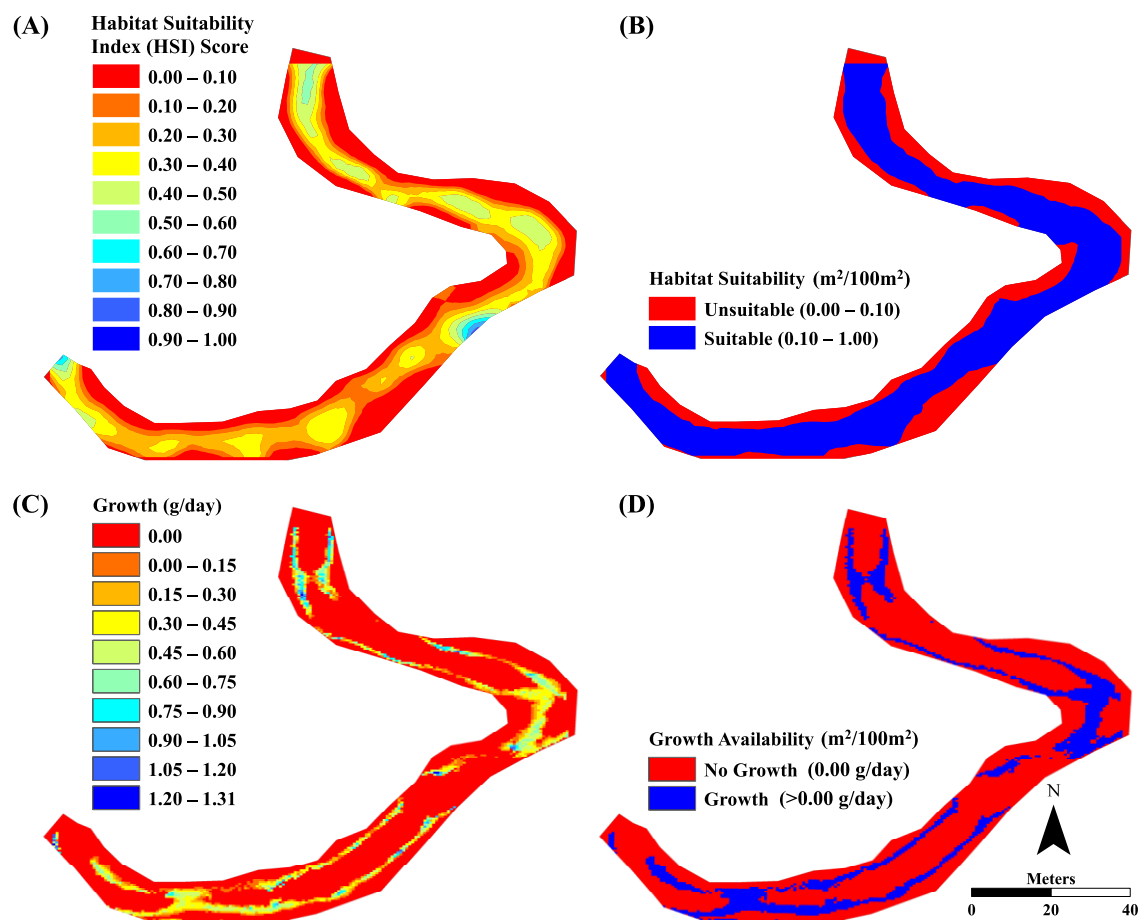 (A)
Habitat Suitability
Index (HSI) Score
0.00 – 0.10
0.10 – 0.20
0.20 – 0.30
0.30 – 0.40
0.40 – 0.50
0.50 – 0.60
0.60 – 0.70
0.70 – 0.80
0.80 – 0.90
0.90 – 1.00
(B)
Habitat Suitability (m²/100m²)
Unsuitable (0.00 – 0.10)
Suitable (0.10 – 1.00)
(C)
Growth (g/day)
0.00
0.00 – 0.15
0.15 – 0.30
0.30 – 0.45
0.45 – 0.60
0.60 – 0.75
0.75 – 0.90
0.90 – 1.05
1.05 – 1.20
1.20 – 1.31
(D)
Growth Availability (m²/100m²)
No Growth (0.00 g/day)
Growth (>0.00 g/day)
N
Meters
0 20 40